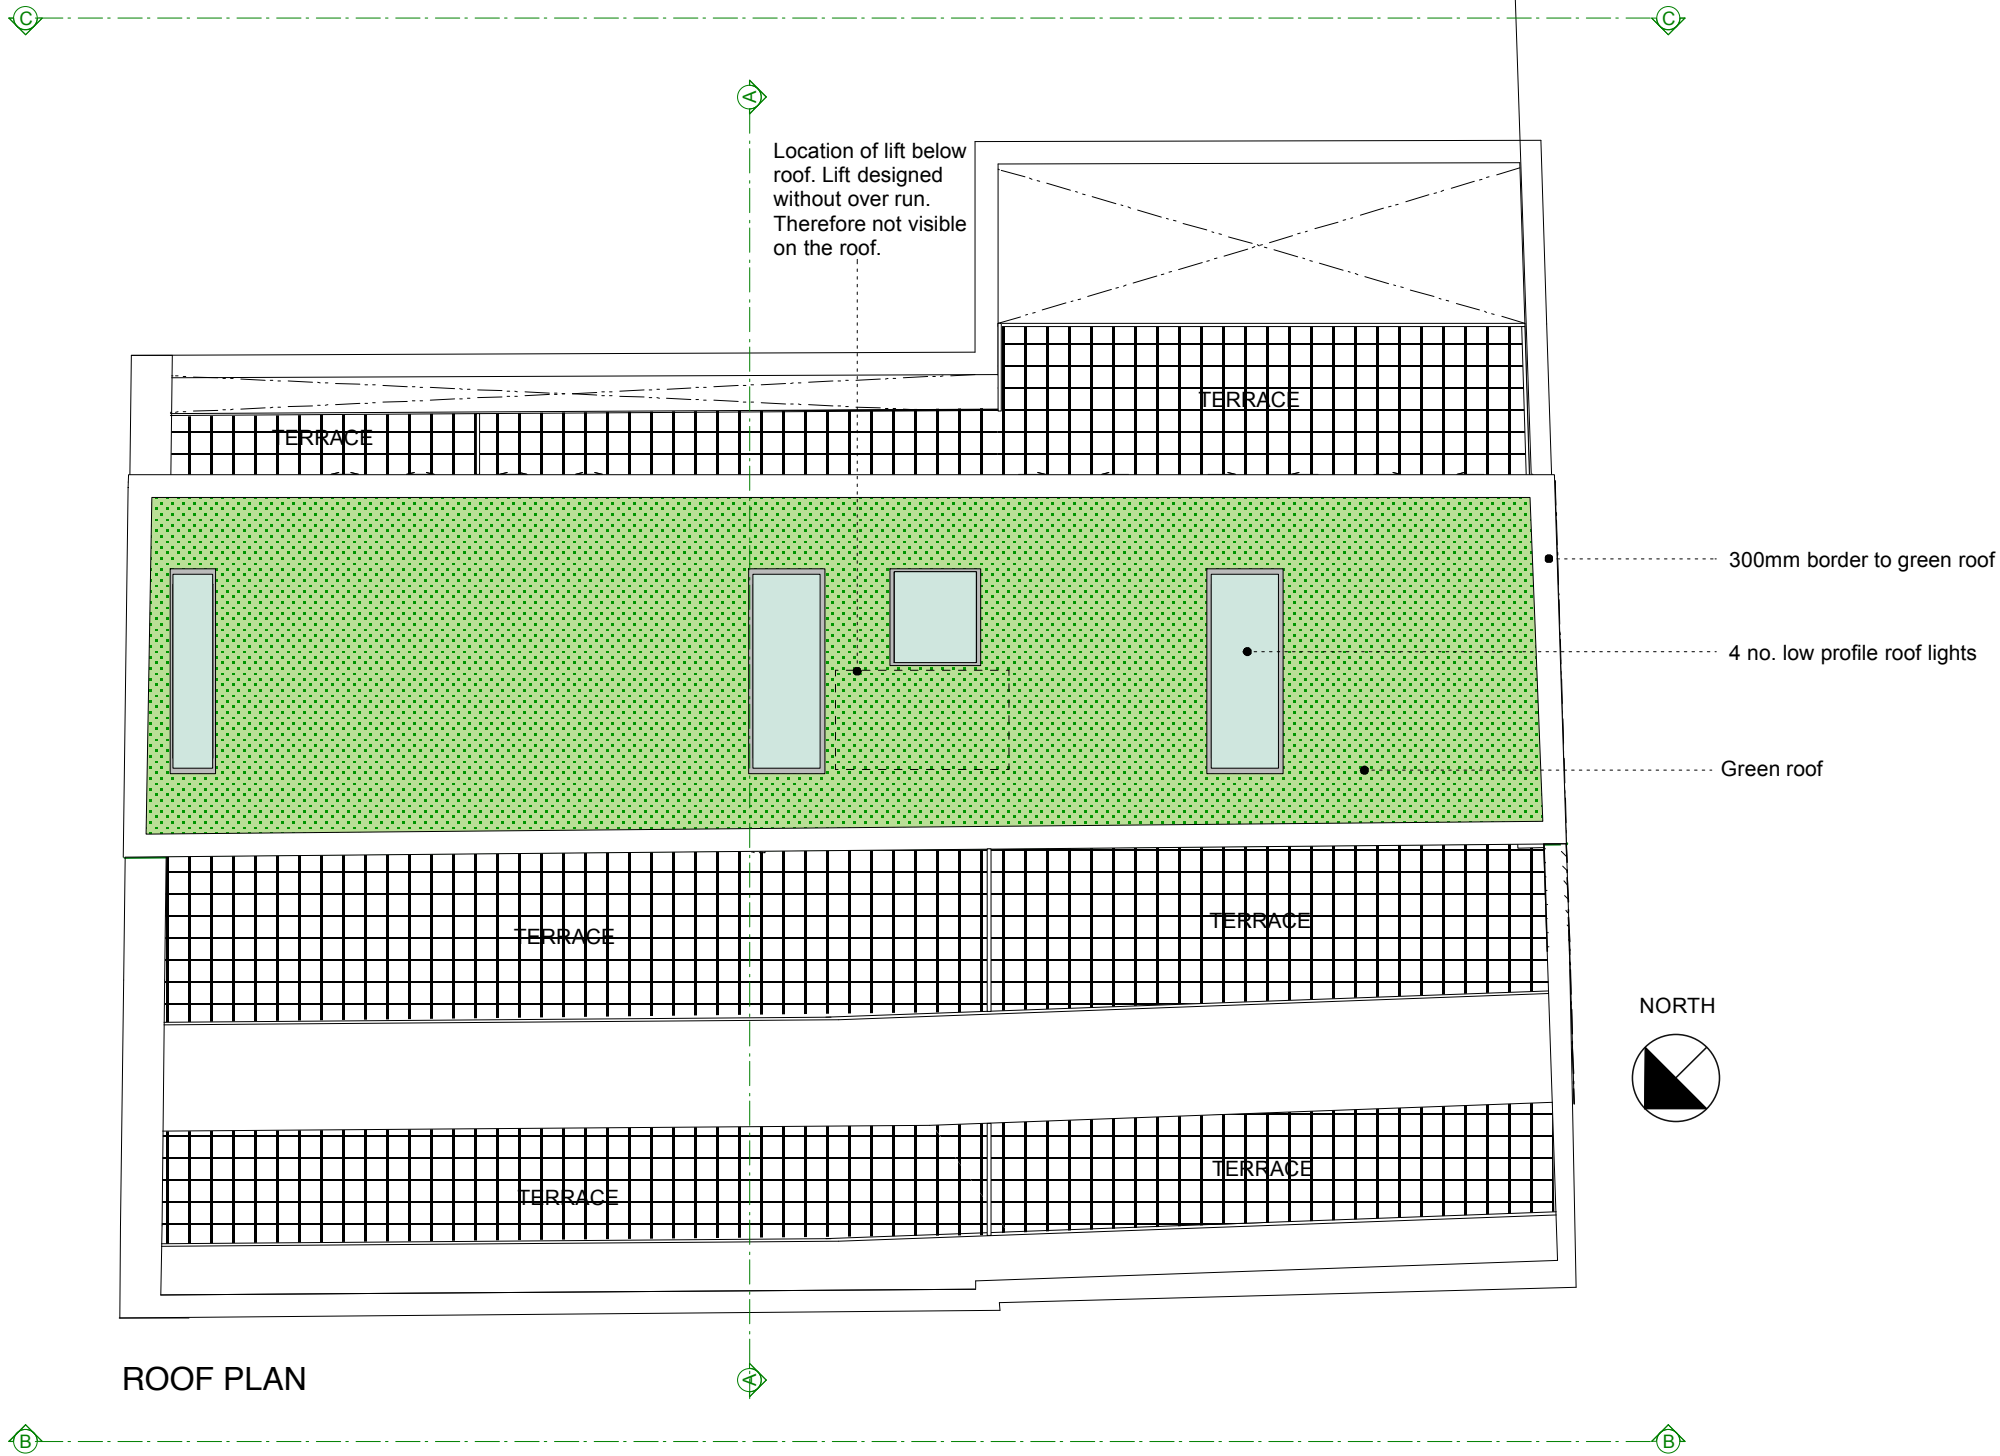 C
C
A
Location of lift below
roof. Lift designed
without over run.
Therefore not visible
on the roof.
TERRACE
TERRACE
300mm border to green roof
4 no. low profile roof lights
Green roof
TERRACE
TERRACE
NORTH
TERRACE
TERRACE
ROOF PLAN
A
B
B